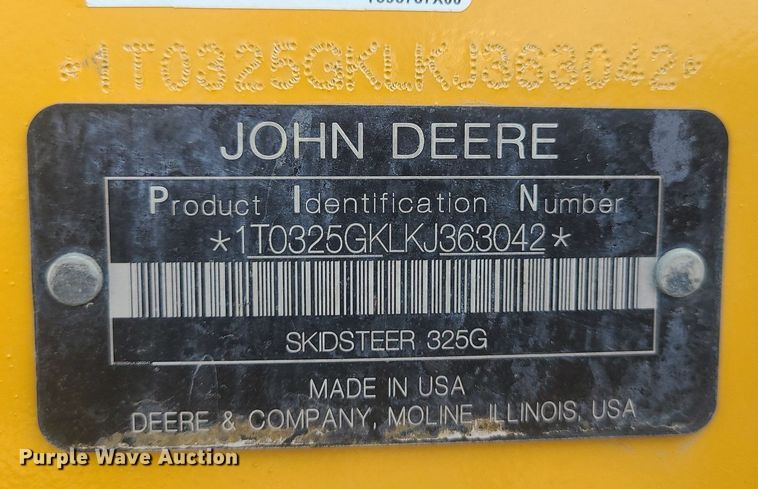 *1T0325GKLKJ363042*
JOHN DEERE
Product Identification Number
*1T0325GKLKJ363042*
SKIDSTEER 325G
MADE IN USA
DEERE & COMPANY, MOLINE, ILLINOIS, USA
Purple Wave Auction